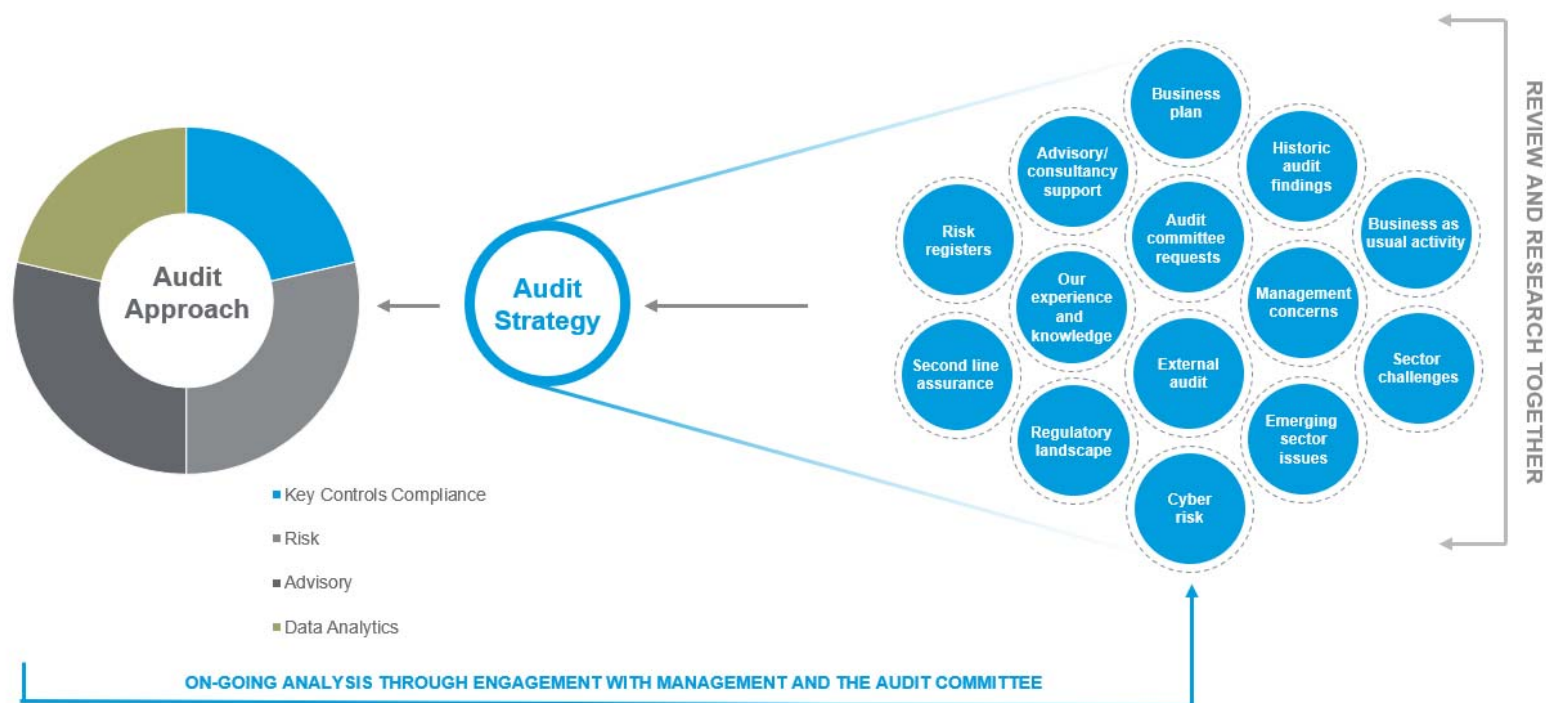 Audit
Approach
Key Controls Compliance
Risk
Advisory
Data Analytics
Audit
Strategy
Business
plan
Advisory/
consultancy
support
Historic
audit
findings
Risk
registers
Audit
committee
requests
Business as
usual activity
Our
experience
and
knowledge
Management
concerns
Second line
assurance
External
audit
Sector
challenges
Regulatory
landscape
Emerging
sector
issues
Cyber
risk
REVIEW AND RESEARCH TOGETHER
ON-GOING ANALYSIS THROUGH ENGAGEMENT WITH MANAGEMENT AND THE AUDIT COMMITTEE